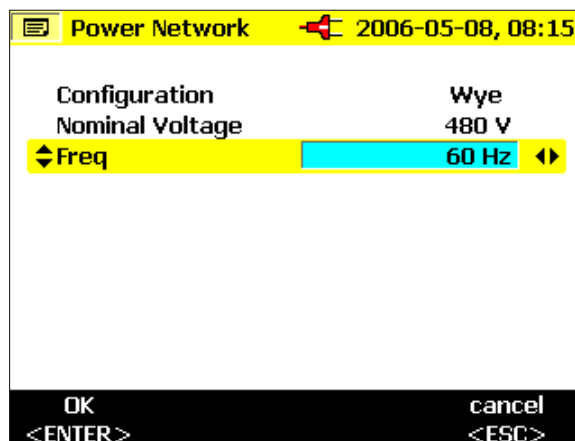 Power Network 2006-05-08, 08:15
Configuration Wye
Nominal Voltage 480 V
Freq 60 Hz
OK cancel
<ENTER> <ESC>